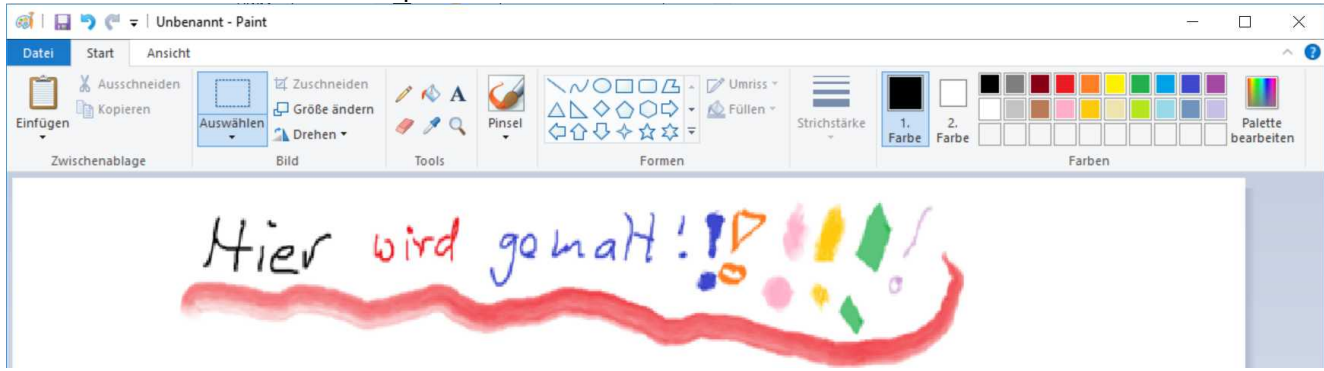 Unbenannt - Paint
Datei Start Ansicht
Einfügen
Ausschneiden
Kopieren
Zwischenablage
Auswählen
Zuschneiden
Größe ändern
Drehen
Bild
A
Tools
Pinsel
Formen
Umriss
Füllen
Strichstärke
1. Farbe
2. Farbe
Farben
Palette bearbeiten
?
Hier wird gemalt!!!!!!!